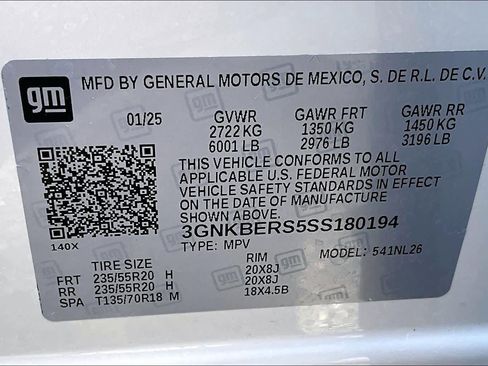 gm
MFD BY GENERAL MOTORS DE MEXICO, S. DE R.L. DE C.V.
01/25 GVWR GAWR FRT GAWR RR
2722 KG 1350 KG 1450 KG
6001 LB 2976 LB 3196 LB
THIS VEHICLE CONFORMS TO ALL
APPLICABLE U.S. FEDERAL MOTOR
VEHICLE SAFETY STANDARDS IN EFFECT
ON THE DATE OF MANUFACTURE
SHOWN ABOVE.
3GNKBERS5SS180194
140X
TYPE: MPV MODEL: 541NL26
TIRE SIZE RIM
FRT 235/55R20 H 20X8J
RR 235/55R20 H 20X8J
SPA T135/70R18 M 18X4.5B